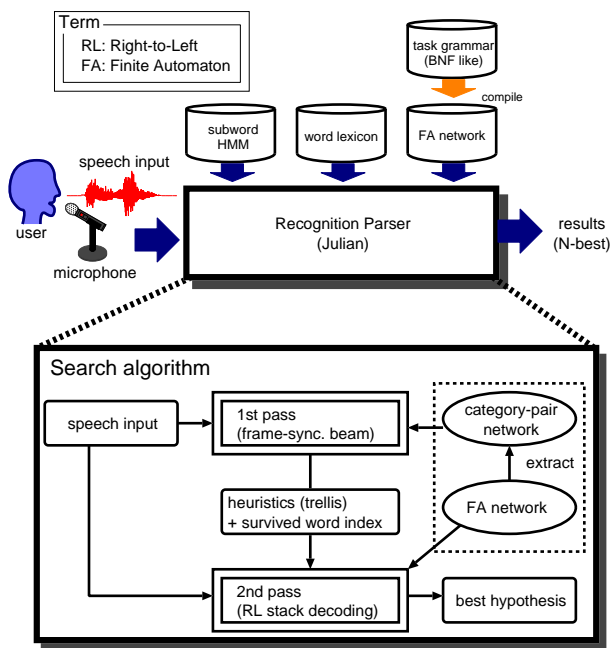 Term
RL: Right-to-Left
FA: Finite Automaton
task grammar
(BNF like)
compile
subword
HMM
word lexicon
FA network
speech input
user
microphone
Recognition Parser
(Julian)
results
(N-best)
Search algorithm
speech input
1st pass
(frame-sync. beam)
category-pair
network
extract
heuristics (trellis)
+ survived word index
FA network
2nd pass
(RL stack decoding)
best hypothesis